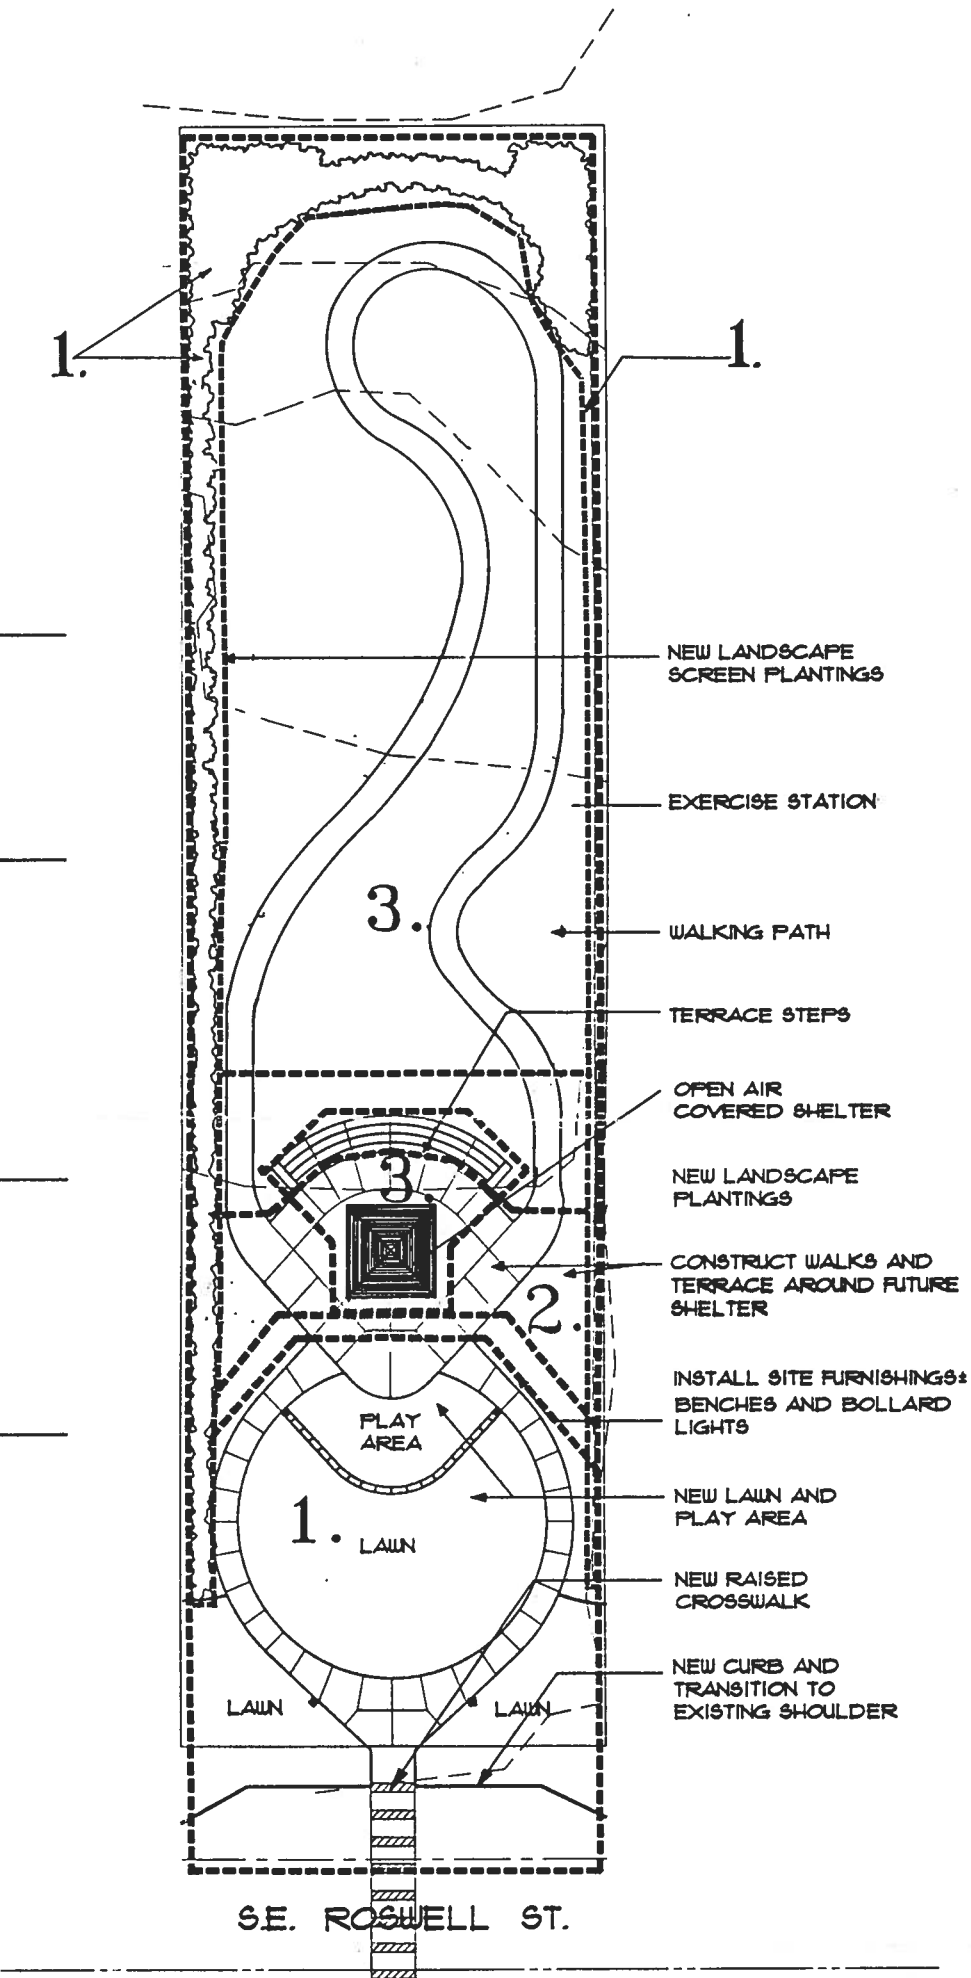 1.
1.
NEW LANDSCAPE
SCREEN PLANTINGS
EXERCISE STATION
3.
WALKING PATH
TERRACE STEPS
OPEN AIR
COVERED SHELTER
3.
NEW LANDSCAPE
PLANTINGS
CONSTRUCT WALKS AND
TERRACE AROUND FUTURE
SHELTER
2.
INSTALL SITE FURNISHINGS±
BENCHES AND BOLLARD
LIGHTS
PLAY
AREA
NEW LAWN AND
PLAY AREA
1.
LAWN
NEW RAISED
CROSSWALK
NEW CURB AND
TRANSITION TO
EXISTING SHOULDER
LAWN
LAWN
S.E. ROSWELL ST.